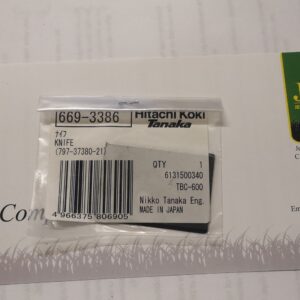 669-3386
Hitachi Koki
Tanaka
ﾅｲﾌ
KNIFE
(797-37380-21)
QTY 1
6131500340
TBC-600
Nikko Tanaka Eng.
MADE IN JAPAN
4 966375 806905
Com